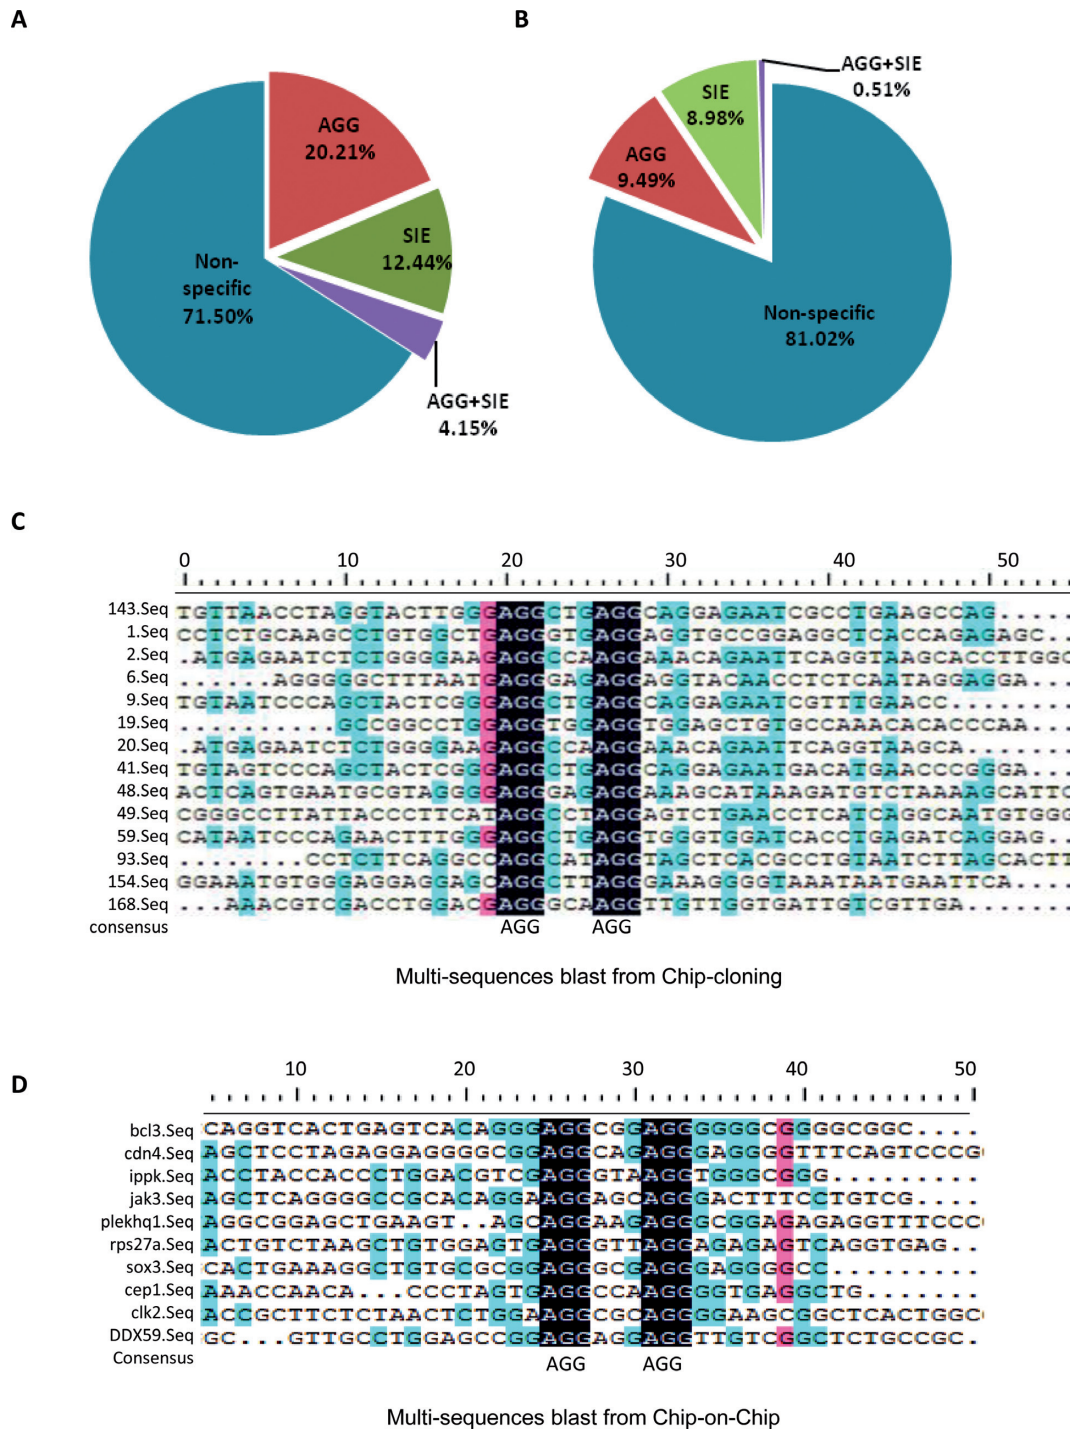 A
B
AGG
20.21%
SIE
12.44%
Non-
specific
71.50%
AGG+SIE
4.15%
AGG+SIE
0.51%
SIE
8.98%
AGG
9.49%
Non-specific
81.02%
C
0 10 20 30 40 50
143.Seq TGTTAACCTAGGTACTTGGGAGGCTGAGGCAGGAGAATCGCCTGAAGCCAG.....
1.Seq CCTCTGCAAGCCTGTGGCTGAGGGTGAGGAGGTGCCGGAGGCTCACCAGAGAGC..
2.Seq .ATGAGAATCTCTGGGGAAGAGGCCAAGGAAACAGAATTCAGGTAAGCACCTTGGC
6.Seq ......AGGGGGCTTTAATGAGGGAGAGGAGGTACAACCTCTCAATAGGAGGA...
9.Seq TGTAATCCCAGCTACTCGGGAGGCTGAGGCAGGAGAATCGTTTGAACC........
19.Seq ..........GCCGGCCTGGAGGTGGAGGTGGAGCTGTGCCAAACACACCCAA...
20.Seq .ATGAGAATCTCTGGGGAAGAGGCCAAGGAAACAGAATTCAGGTAAGCA.......
41.Seq TGTAGTCCCAGCTACTCGGGAGGCTGAGGCAGGAGAATGACATGAACCCGGGA...
48.Seq ACTCAGTGAATGCGTAGGGGAGGGAGAGGAAAGCATAAAGATGTCTAAAAGCATTC
49.Seq CGGGCCTTATTACCCTTCATAGGCCTAGGAGTCTGAACCTCATCAGGCAATGTGGG
59.Seq CATAATCCCAGAACTTTGGGAGGCTGAGGTGGGTGGATCACCTGAGATCAGGAG..
93.Seq ........CCTCTTCAGGCCAGGCATAGGTAGCTCACGCCTGTAATCTTAGCACTT
154.Seq GGAAATGTGGGAGGAGGAGCAGGCTTAGGGAAAGGGGTAAATAATGAATTCA....
168.Seq ...AAACGTCGACCTGGACGAGGGCAAGGTTGTTGGTGATTGTCGTTGA.......
consensus AGG AGG
Multi-sequences blast from Chip-cloning
D
10 20 30 40 50
bcl3.Seq CAGGTCACTGAGTCACAGGGAGGCGGAGGGGGGCGGGGCGGC....
cdn4.Seq AGCTCCTAGAGGAGGGGCGGAGGCAGAGGGAGGGGTTTCAGTCCCG
ippk.Seq ACCTACCACCCTGGACGTCGAGGGTAAGGTGGGCGGG.........
jak3.Seq AGCTCAGGGGCCGCACAGGAAGGAGCAGGGACTTTCCTGTCG....
plekhq1.Seq AGGCGGAGCTGAAGT..AGCAGGAAGAGGGCGGAGAGAGGTTTCCC
rps27a.Seq ACTGTCTAAGCTGTGGAGTGAGGGTTAGGAGAGAGTCAGGTGAG..
sox3.Seq CACTGAAAGGCTGTGCGCGGAGGGCGAGGGAGGGGCC.........
cep1.Seq AAACCAACA...CCCTAGTGAGGCCAAGGGGTGAGGCTG.......
clk2.Seq ACCGCTTCTCTAACTCTGGAAGGCGCAGGGGAAGCGGCTCACTGGC
DDX59.Seq GC...GTTGCCTGGAGCCGGAGGAGGAGGTTGTCGGCTCTGCCGC.
Consensus AGG AGG
Multi-sequences blast from Chip-on-Chip